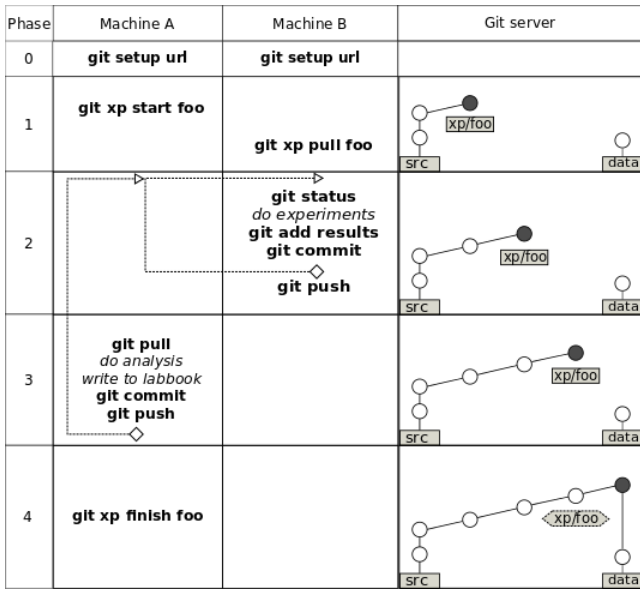 Phase Machine A Machine B Git server
0 git setup url git setup url
1 git xp start foo
xp/foo
git xp pull foo
src data
2 git status
do experiments
git add results
git commit
git push
xp/foo
src data
3 git pull
do analysis
write to labbook
git commit
git push
xp/foo
src data
4 git xp finish foo
xp/foo
src data